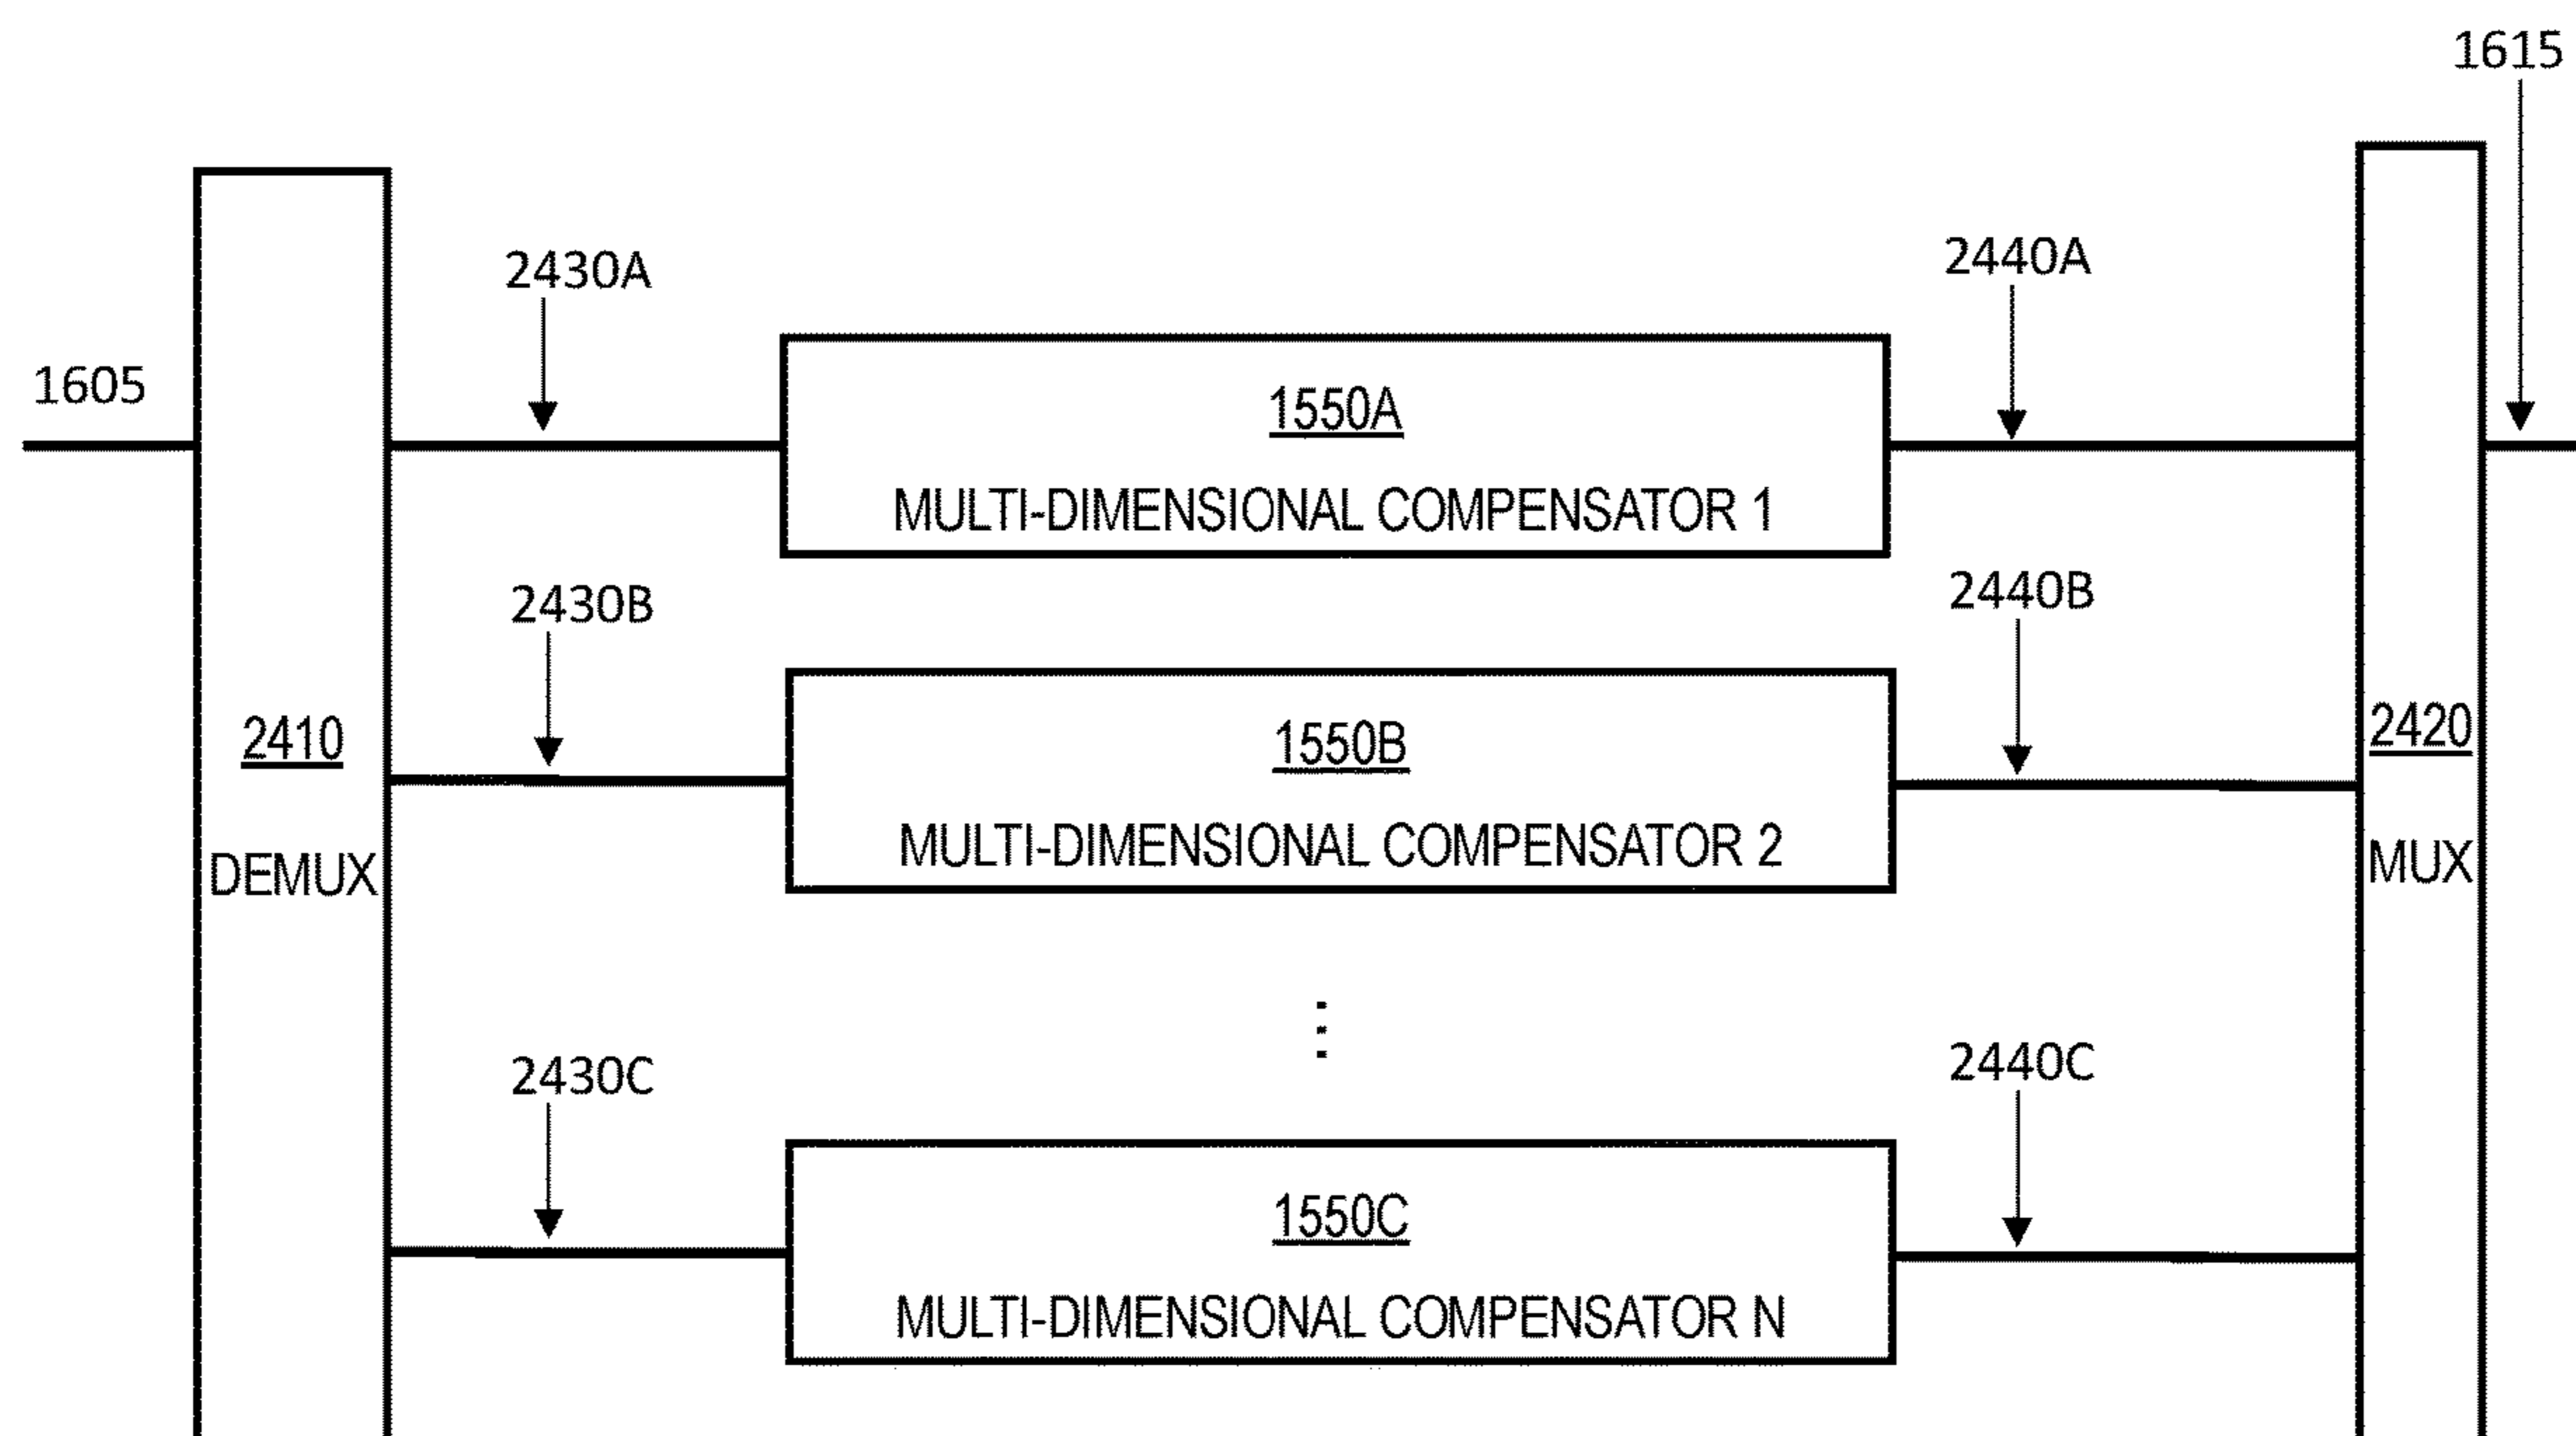 1615
2430A
2440A
1605
1550A
MULTI-DIMENSIONAL COMPENSATOR 1
2430B
2440B
2410
1550B
2420
DEMUX
MULTI-DIMENSIONAL COMPENSATOR 2
MUX
2430C
2440C
1550C
MULTI-DIMENSIONAL COMPENSATOR N